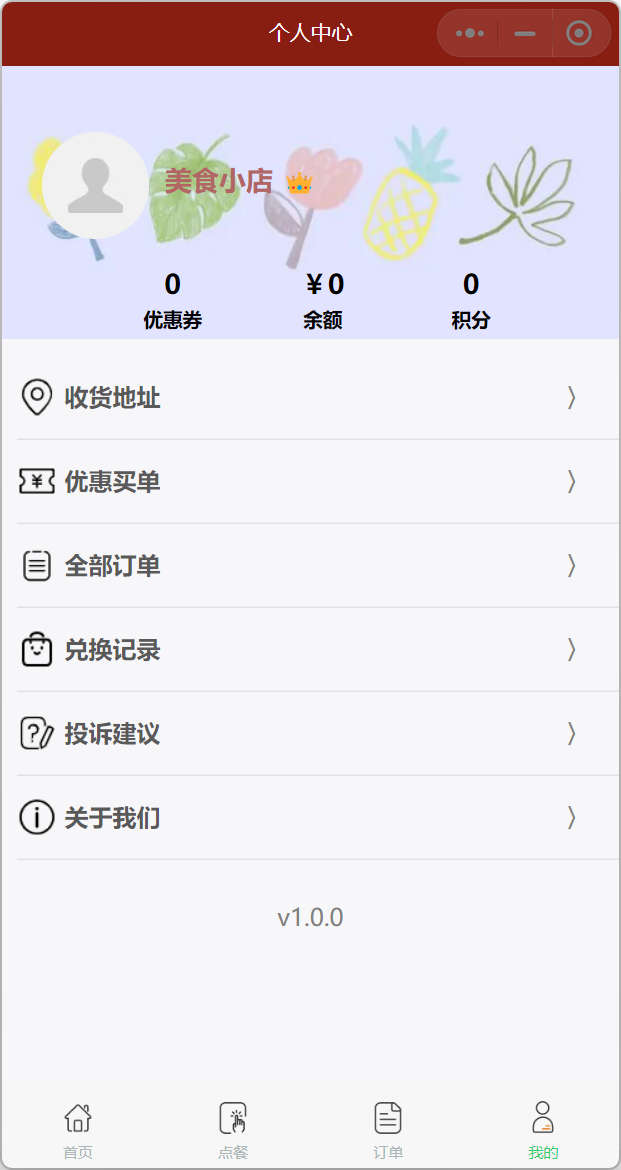 个人中心
美食小店
0 ¥0 0
优惠券 余额 积分
收货地址
优惠买单
全部订单
兑换记录
投诉建议
关于我们
v1.0.0
首页 点餐 订单 我的